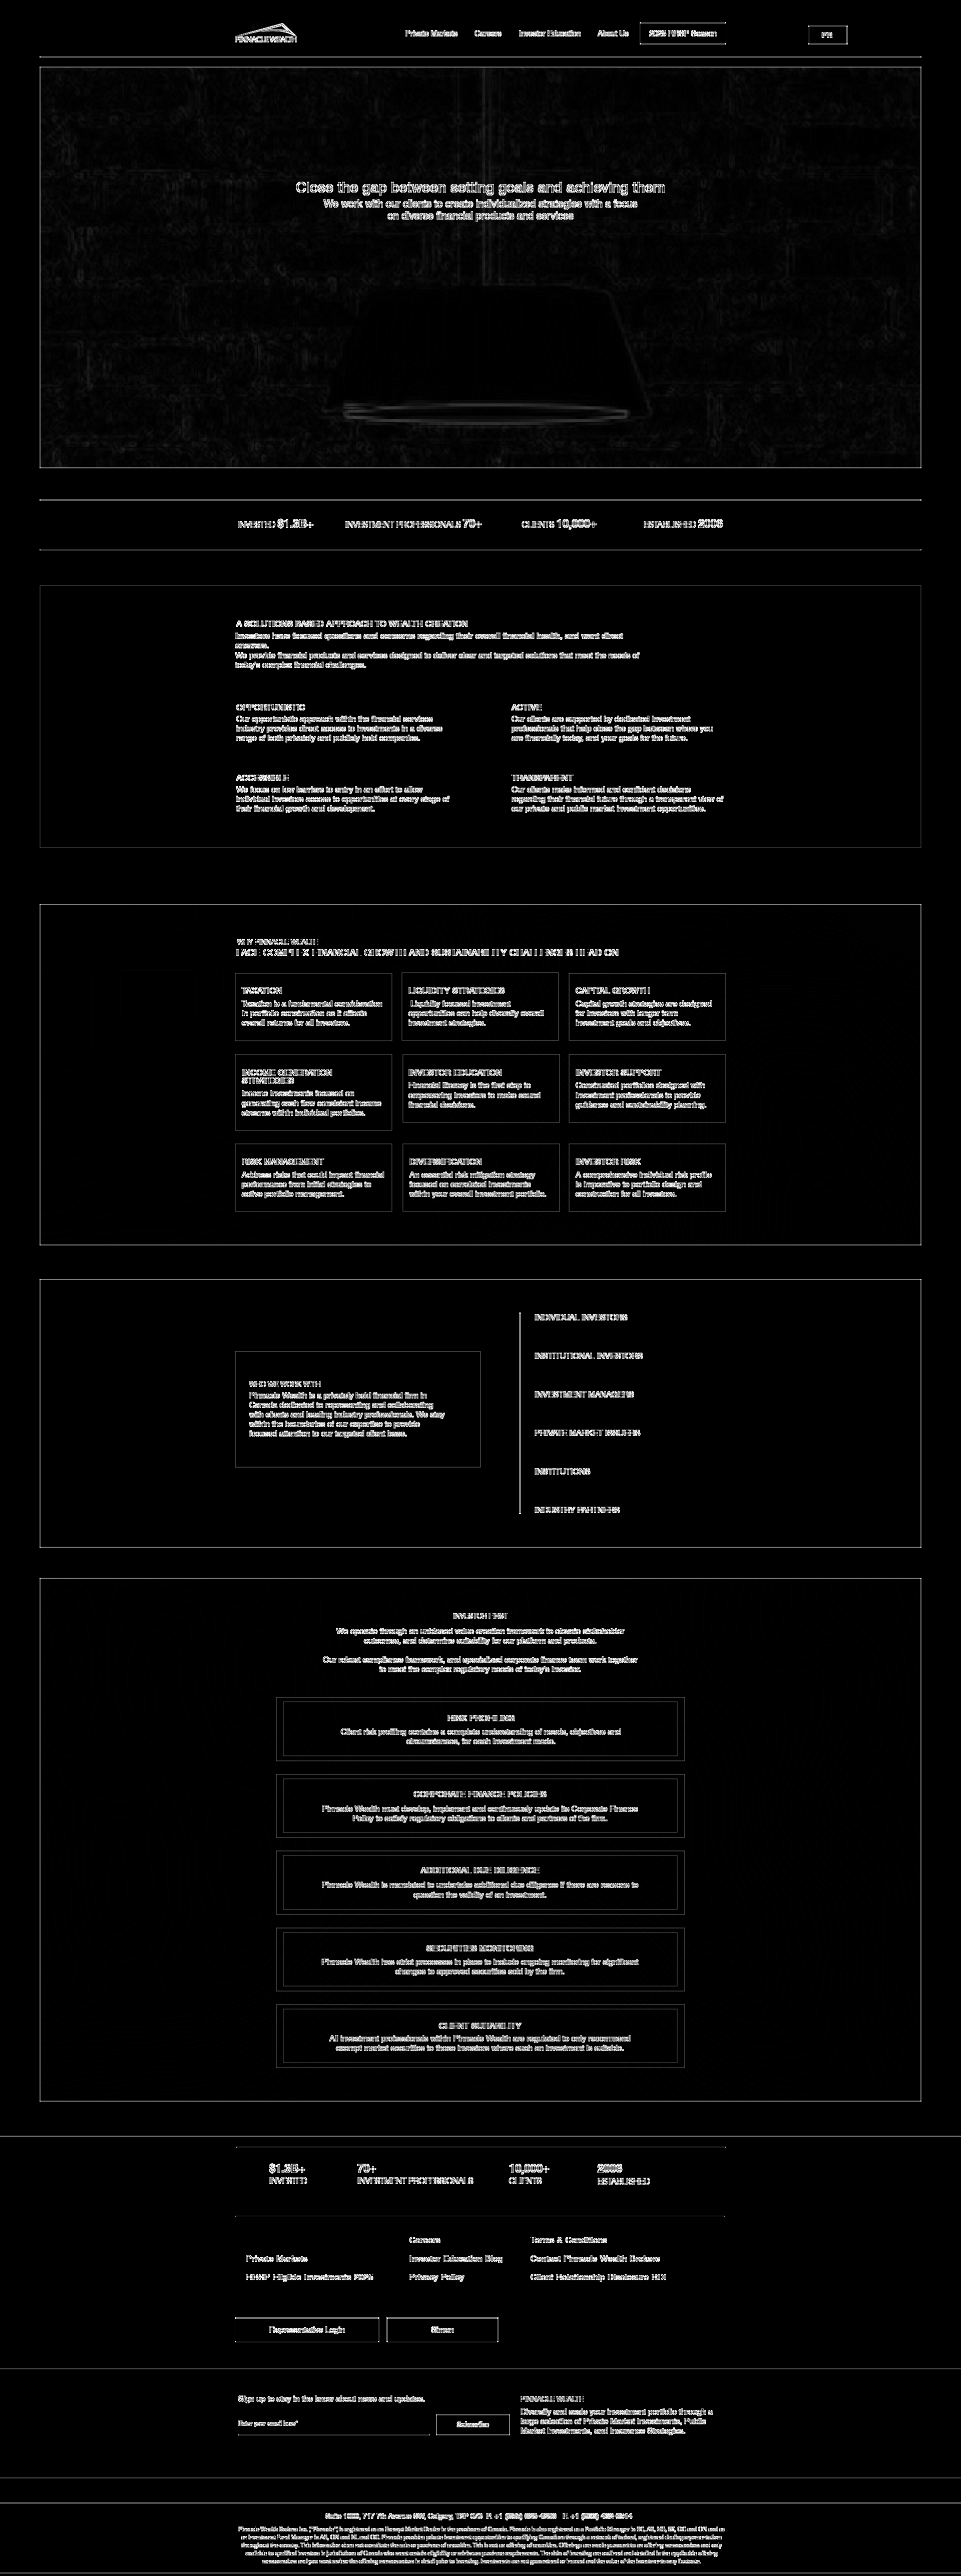 PINNACLE WEALTH
Private Markets
Careers
Investor Education
About Us
2025 RRSP Season
FR
Close the gap between setting goals and achieving them
We work with our clients to create individualized strategies with a focus
on diverse financial products and services
INVESTED $1.3B+
INVESTMENT PROFESSIONALS 70+
CLIENTS 10,000+
ESTABLISHED 2006
A SOLUTIONS BASED APPROACH TO WEALTH CREATION
Investors have focused questions and concerns regarding their overall financial health, and want direct
answers.
We provide financial products and services designed to deliver clear and targeted solutions that meet the needs of
today's complex financial challenges.
OPPORTUNISTIC
Our opportunistic approach within the financial services
industry provides direct access to investments in a diverse
range of both privately and publicly held companies.
ACTIVE
Our clients are supported by dedicated investment
professionals that help close the gap between where you
are financially today, and your goals for the future.
ACCESSIBLE
We focus on low barriers to entry in an effort to allow
individual investors access to opportunities at every stage of
their financial growth and development.
TRANSPARENT
Our clients make informed and confident decisions
regarding their financial future through a transparent view of
our private and public market investment opportunities.
WHY PINNACLE WEALTH
FACE COMPLEX FINANCIAL GROWTH AND SUSTAINABILITY CHALLENGES HEAD ON
TAXATION
Taxation is a fundamental consideration
in portfolio construction as it affects
overall returns for all investors.
LIQUIDITY STRATEGIES
Liquidity focused investment
opportunities can help diversify overall
investment strategies.
CAPITAL GROWTH
Capital growth strategies are designed
for investors with longer term
investment goals and objectives.
INCOME GENERATION
STRATEGIES
Income investments focused on
generating cash flow consistent income
streams within individual portfolios.
INVESTOR EDUCATION
Financial literacy is the first step to
empowering investors to make sound
financial decisions.
INVESTOR SUPPORT
Constructed portfolios designed with
investment professionals to provide
guidance and sustainability planning.
RISK MANAGEMENT
Address risks that could impact financial
performance from initial strategies to
active portfolio management.
DIVERSIFICATION
An essential risk mitigation strategy
focused on correlated investments
within your overall investment portfolio.
INVESTOR RISK
A comprehensive individual risk profile
is imperative to portfolio design and
construction for all investors.
WHO WE WORK WITH
Pinnacle Wealth is a privately held financial firm in
Canada dedicated to representing and collaborating
with clients and leading industry professionals. We stay
within the boundaries of our expertise to provide
focused attention to our targeted client base.
INDIVIDUAL INVESTORS
INSTITUTIONAL INVESTORS
INVESTMENT MANAGERS
PRIVATE MARKET ISSUERS
INSTITUTIONS
INDUSTRY PARTNERS
INVESTOR FIRST
We operate through an unbiased value creation framework to elevate stakeholder
outcomes, and determine suitability for our platform and products.
Our robust compliance framework, and specialized corporate finance team work together
to meet the complex regulatory needs of today's investor.
RISK PROFILING
Client risk profiling contains a complete understanding of needs, objectives and
circumstances, for each investment made.
CORPORATE FINANCE POLICIES
Pinnacle Wealth must develop, implement and continuously update its Corporate Finance
Policy to satisfy regulatory obligations to clients and partners of the firm.
ADDITIONAL DUE DILIGENCE
Pinnacle Wealth is mandated to undertake additional due diligence if there are reasons to
question the validity of an investment.
SECURITIES MONITORING
Pinnacle Wealth has strict processes in place to include ongoing monitoring for significant
changes to approved securities sold by the firm.
CLIENT SUITABILITY
All investment professionals within Pinnacle Wealth are regulated to only recommend
exempt market securities to those investors where such an investment is suitable.
$1.3B+
INVESTED
70+
INVESTMENT PROFESSIONALS
10,000+
CLIENTS
2006
ESTABLISHED
Careers
Terms & Conditions
Private Markets
Investor Education Blog
Contact Pinnacle Wealth Brokers
RRSP Eligible Investments 2025
Privacy Policy
Client Relationship Disclosure RDI
Representative Login
Sign up to stay in the know about news and updates.
Enter your email here*
Subscribe
PINNACLE WEALTH
Diversify and scale your investment portfolio through a
large selection of Private Market Investments, Public
Market Investments, and Insurance Strategies.
Suite 1000, 717 7th Avenue SW, Calgary,